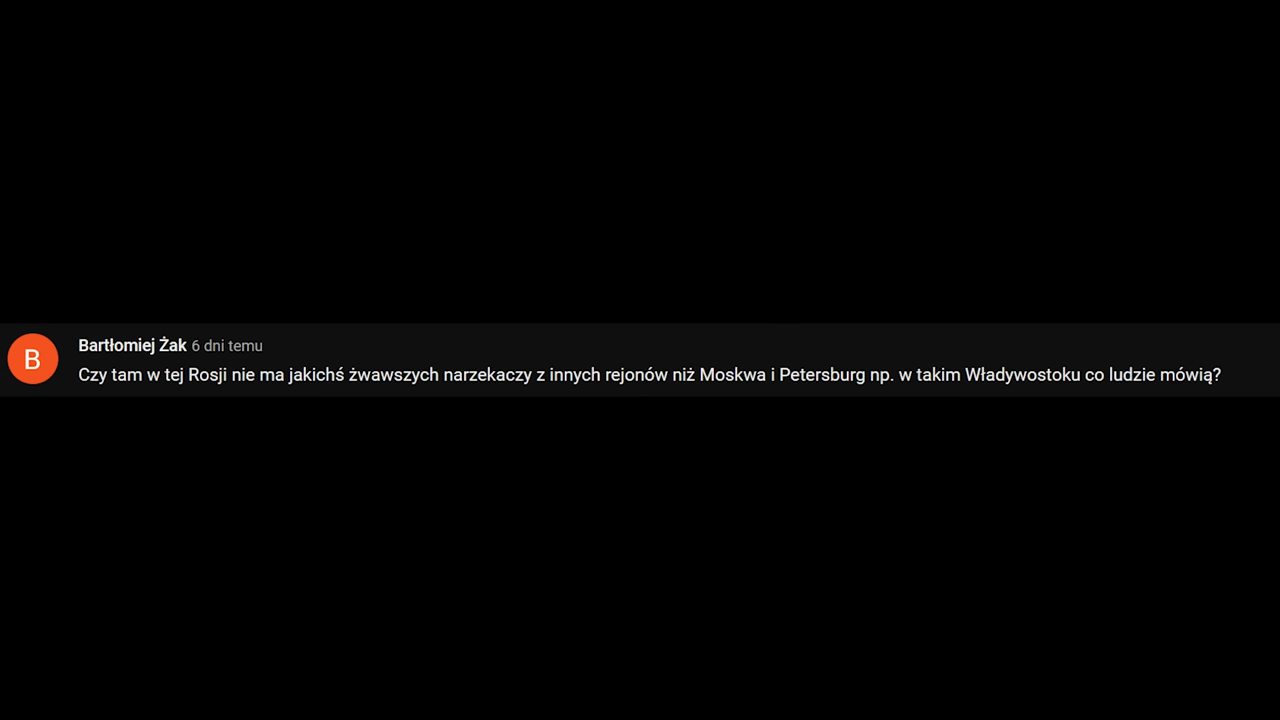 B
Bartłomiej Żak 6 dni temu
Czy tam w tej Rosji nie ma jakichś żwawszych narzekaczy z innych rejonów niż Moskwa i Petersburg np. w takim Władywostoku co ludzie mówią?